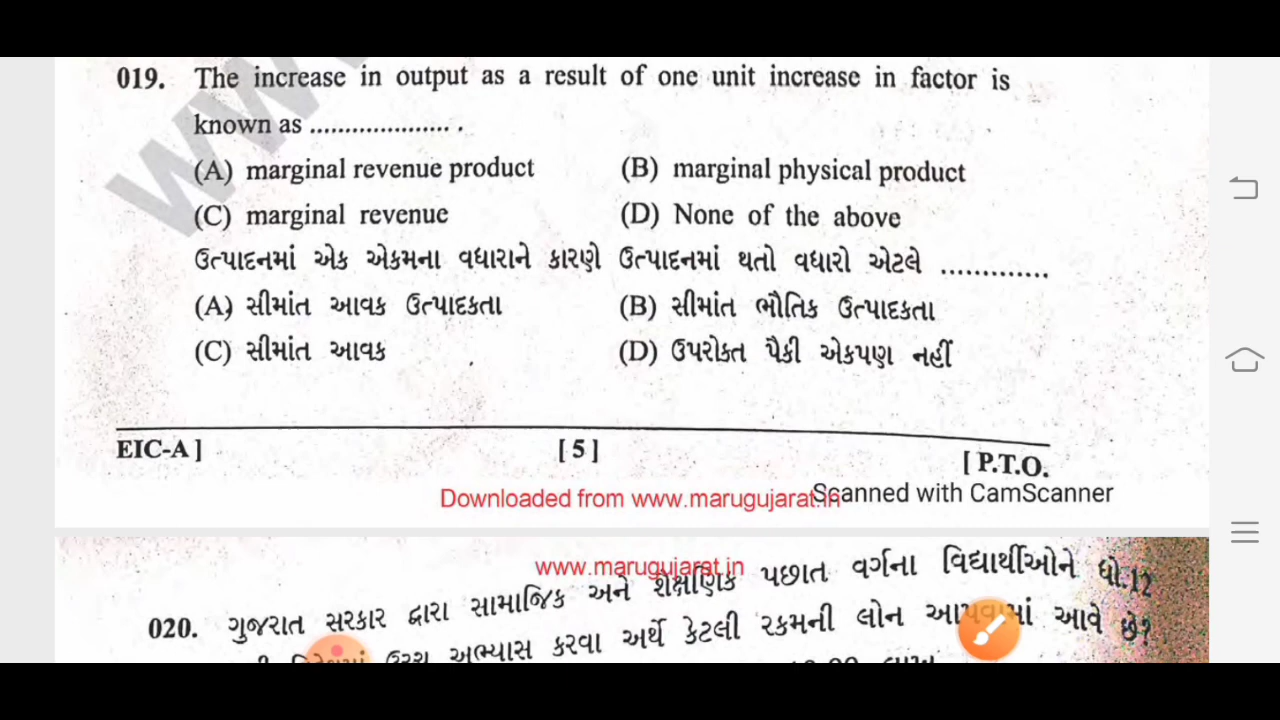 019. The increase in output as a result of one unit increase in factor is
known as .................... .
(A) marginal revenue product (B) marginal physical product
(C) marginal revenue (D) None of the above
ઉત્પાદનમાં એક એકમના વધારાને કારણે ઉત્પાદનમાં થતો વધારો એટલે .............
(A) સીમાંત આવક ઉત્પાદકતા (B) સીમાંત ભૌતિક ઉત્પાદકતા
(C) સીમાંત આવક (D) ઉપરોક્ત પૈકી એકપણ નહીં
EIC-A ] [ 5 ] [ P.T.O.
Downloaded from www.marugujarat.in Scanned with CamScanner
www.marugujarat.in
020. ગુજરાત સરકાર દ્વારા સામાજિક અને શૈક્ષણિક પછાત વર્ગના વિદ્યાર્થીઓને ધો.12
ઉચ્ચ અભ્યાસ કરવા અર્થે કેટલી રકમની લોન આપવામાં આવે છે?